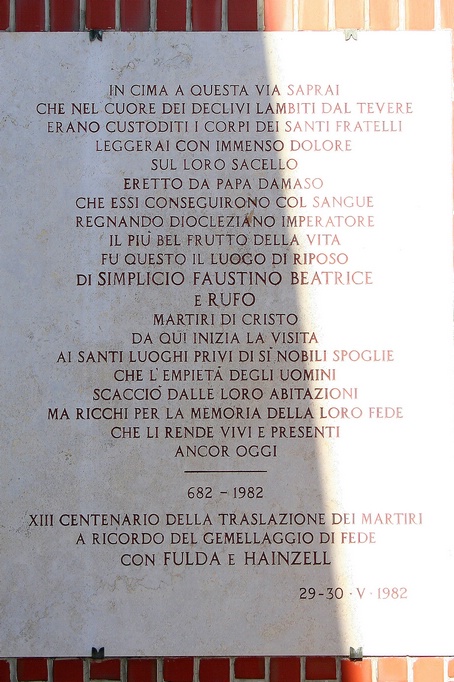 IN CIMA A QUESTA VIA SAPRAI
CHE NEL CUORE DEI DECLIVI LAMBITI DAL TEVERE
ERANO CUSTODITI I CORPI DEI SANTI FRATELLI
LEGGERAI CON IMMENSO DOLORE
SUL LORO SACELLO
ERETTO DA PAPA DAMASO
CHE ESSI CONSEGUIRONO COL SANGUE
REGNANDO DIOCLEZIANO IMPERATORE
IL PIÙ BEL FRUTTO DELLA VITA
FU QUESTO IL LUOGO DI RIPOSO
DI SIMPLICIO FAUSTINO BEATRICE
E RUFO
MARTIRI DI CRISTO
DA QUI INIZIA LA VISITA
AI SANTI LUOGHI PRIVI DI SÌ NOBILI SPOGLIE
CHE L'EMPIETÀ DEGLI UOMINI
SCACCIÒ DALLE LORO ABITAZIONI
MA RICCHI PER LA MEMORIA DELLA LORO FEDE
CHE LI RENDE VIVI E PRESENTI
ANCOR OGGI
682 - 1982
XIII CENTENARIO DELLA TRASLAZIONE DEI MARTIRI
A RICORDO DEL GEMELLAGGIO DI FEDE
CON FULDA E HAINZELL
29-30 · V · 1982